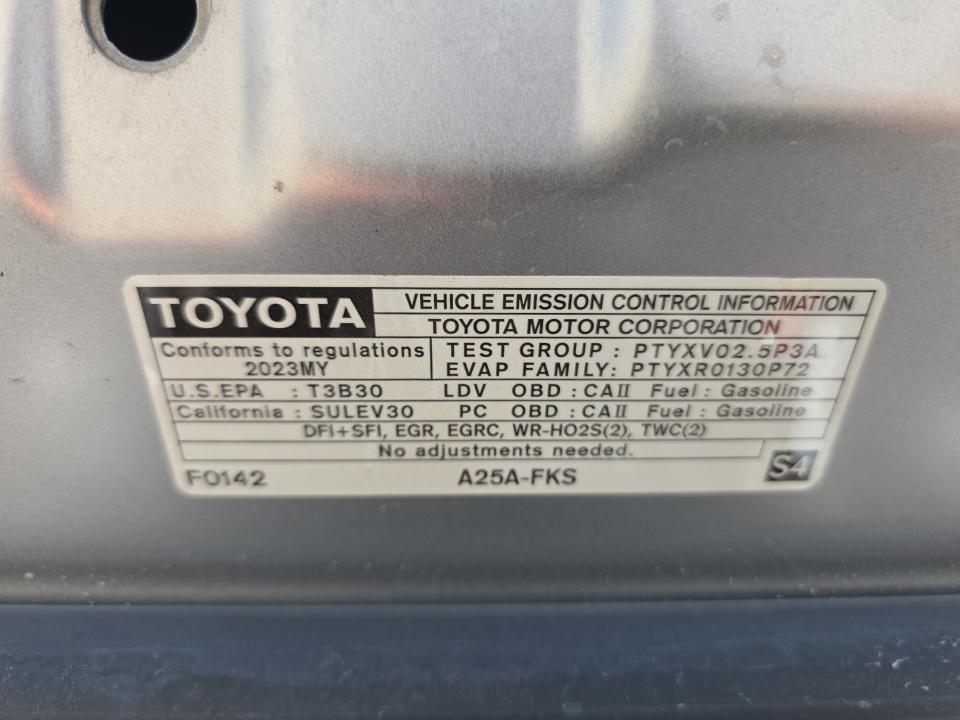 TOYOTA VEHICLE EMISSION CONTROL INFORMATION
TOYOTA MOTOR CORPORATION
Conforms to regulations
2023MY
TEST GROUP : PTYXV02.5P3A
EVAP FAMILY: PTYXR0130P72
U.S.EPA : T3B30 LDV OBD : CAII Fuel : Gasoline
California : SULEV30 PC OBD : CAII Fuel : Gasoline
DFI+SFI, EGR, EGRC, WR-HO2S(2), TWC(2)
No adjustments needed.
F0142 A25A-FKS S4